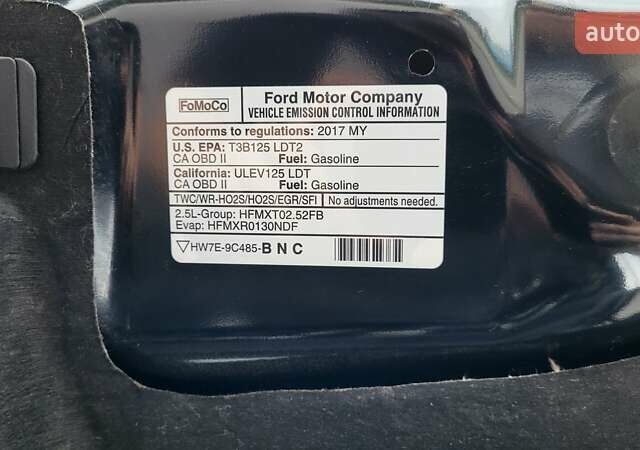 auto
FoMoCo
Ford Motor Company
VEHICLE EMISSION CONTROL INFORMATION
Conforms to regulations: 2017 MY
U.S. EPA: T3B125 LDT2
CA OBD II Fuel: Gasoline
California: ULEV125 LDT
CA OBD II Fuel: Gasoline
TWC/WR-HO2S/HO2S/EGR/SFI No adjustments needed.
2.5L-Group: HFMXT02.52FB
Evap: HFMXR0130NDF
HW7E-9C485-B N C